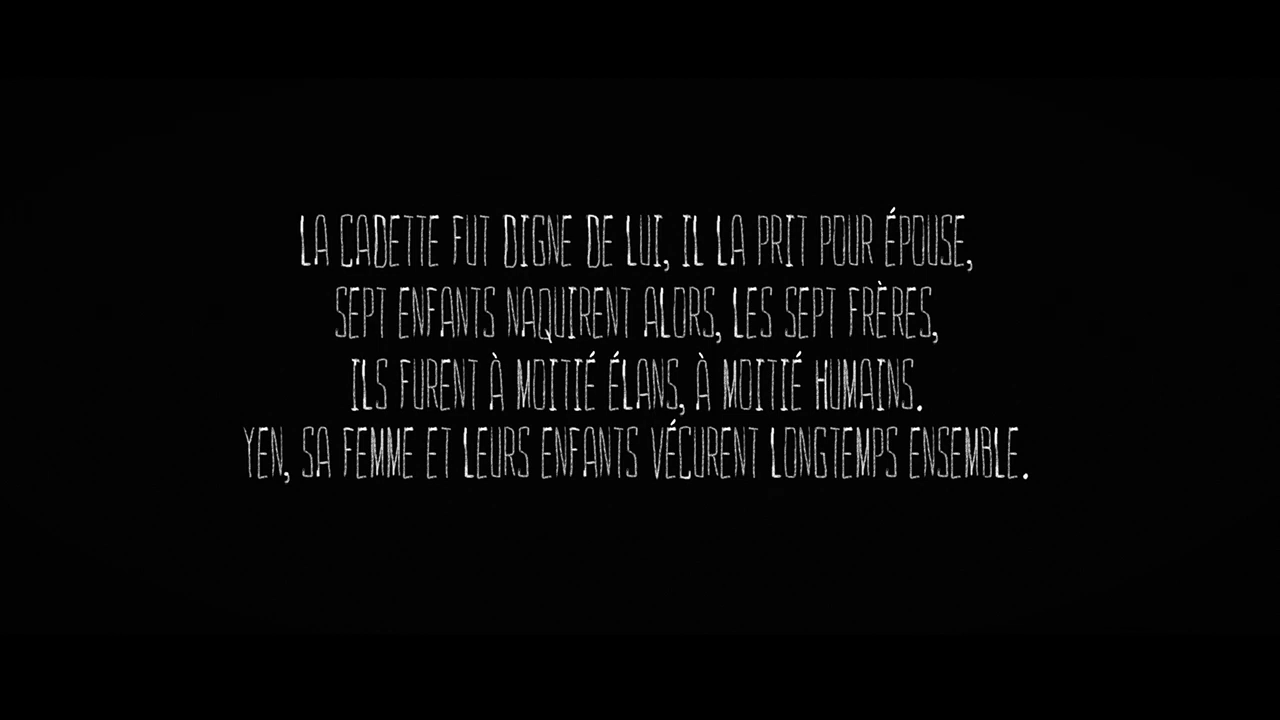 LA CADETTE FUT DIGNE DE LUI, IL LA PRIT POUR ÉPOUSE,
SEPT ENFANTS NAQUIRENT ALORS, LES SEPT FRÈRES,
ILS FURENT À MOITIÉ ÉLANS, À MOITIÉ HUMAINS.
YEN, SA FEMME ET LEURS ENFANTS VÉCURENT LONGTEMPS ENSEMBLE.